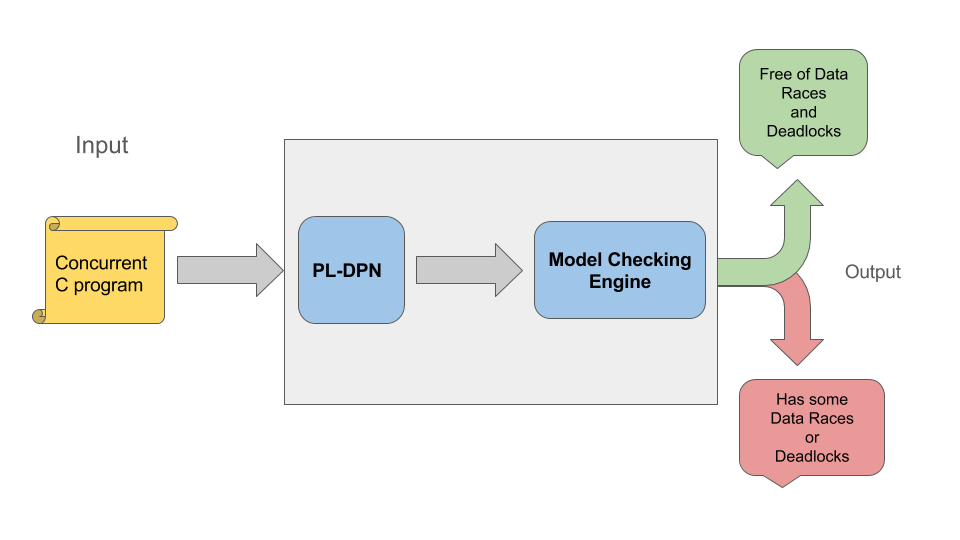 Input
Concurrent
C program
PL-DPN
Model Checking
Engine
Free of Data
Races
and
Deadlocks
Output
Has some
Data Races
or
Deadlocks